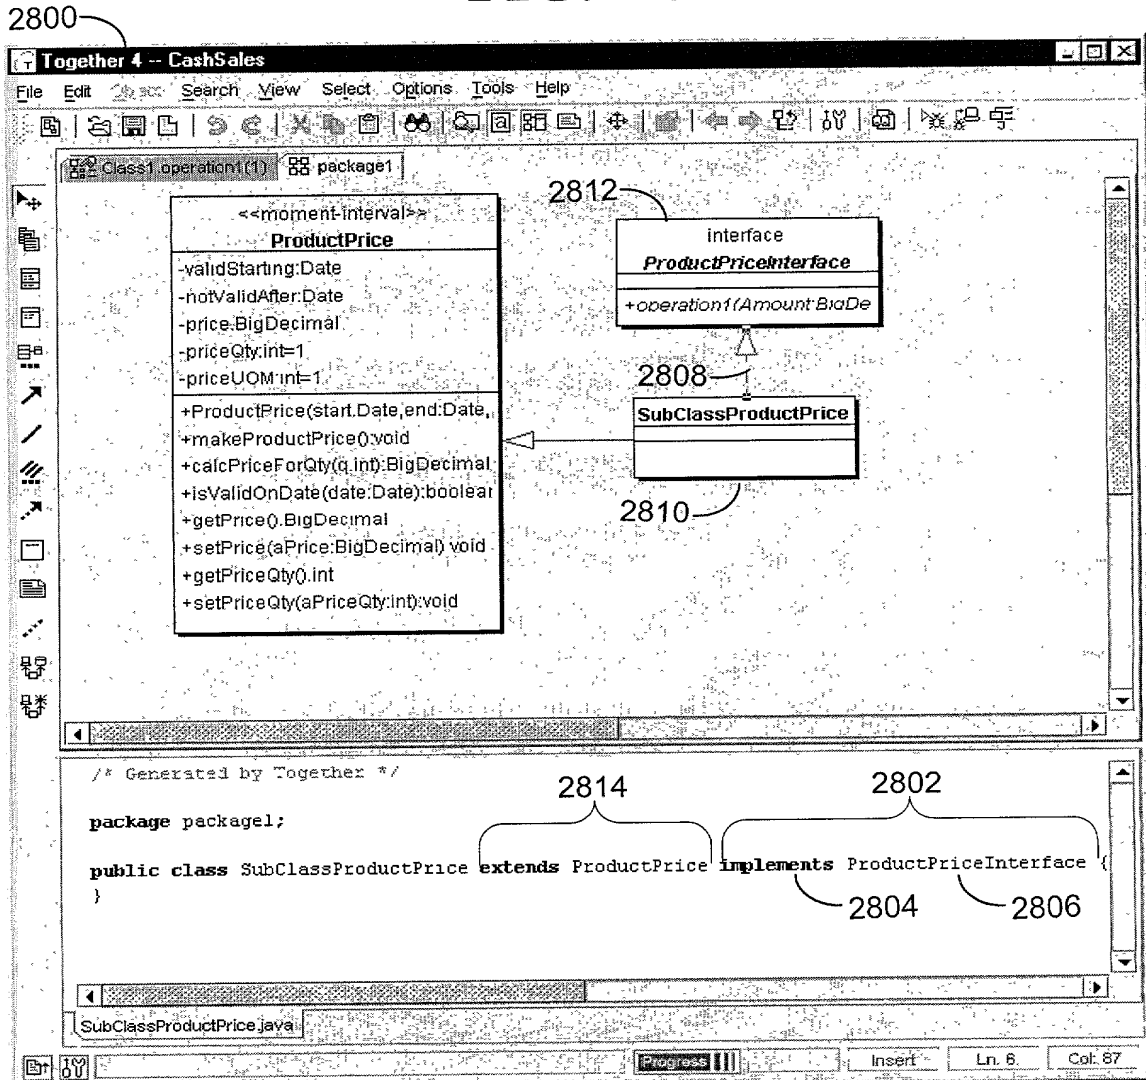 2800
Together 4 -- CashSales
File Edit Search View Select Options Tools Help
Class1.operation1(1) package1
2812
<<moment-interval>>
ProductPrice
-validStarting:Date
-notValidAfter:Date
-price:BigDecimal
-priceQty:int=1
-priceUOM:int=1
+ProductPrice(start:Date,end:Date,
+makeProductPrice():void
+calcPriceForQty(q:int):BigDecimal
+isValidOnDate(date:Date):boolear
+getPrice():BigDecimal
+setPrice(aPrice:BigDecimal):void
+getPriceQty():int
+setPriceQty(aPriceQty:int):void
interface
ProductPriceInterface
+operation1(Amount:BigDe
2808
SubClassProductPrice
2810
/* Generated by Together */
2814 2802
package package1;
public class SubClassProductPrice extends ProductPrice implements ProductPriceInterface {
}
2804 2806
SubClassProductPrice.java
Progress Insert Ln. 6. Col: 87